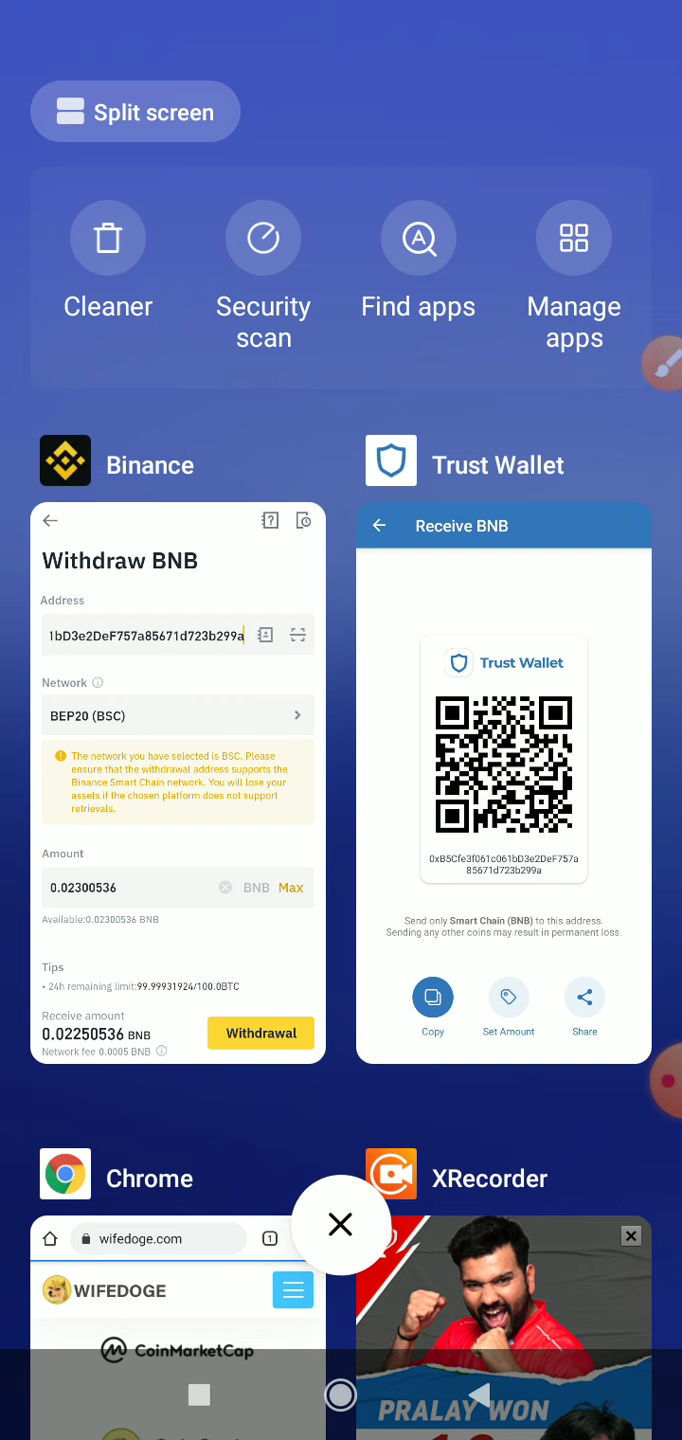 Split screen
Cleaner
Security
scan
Find apps
Manage
apps
Binance
Withdraw BNB
Address
1bD3e2DeF757a85671d723b299a
Network
BEP20 (BSC)
The network you have selected is BSC. Please
ensure that the withdrawal address supports the
Binance Smart Chain network. You will lose your
assets if the chosen platform does not support
retrievals.
Amount
0.02300536 BNB Max
Available:0.02300536 BNB
Tips
• 24h remaining limit:99.99931924/100.0BTC
Receive amount
0.02250536 BNB
Network fee 0.0005 BNB
Withdrawal
Trust Wallet
Receive BNB
Trust Wallet
0xB5Cfe3f061c061bD3e2DeF757a
85671d723b299a
Send only Smart Chain (BNB) to this address.
Sending any other coins may result in permanent loss.
Copy
Set Amount
Share
Chrome
wifedoge.com
1
WIFEDOGE
CoinMarketCap
XRecorder
PRALAY WON